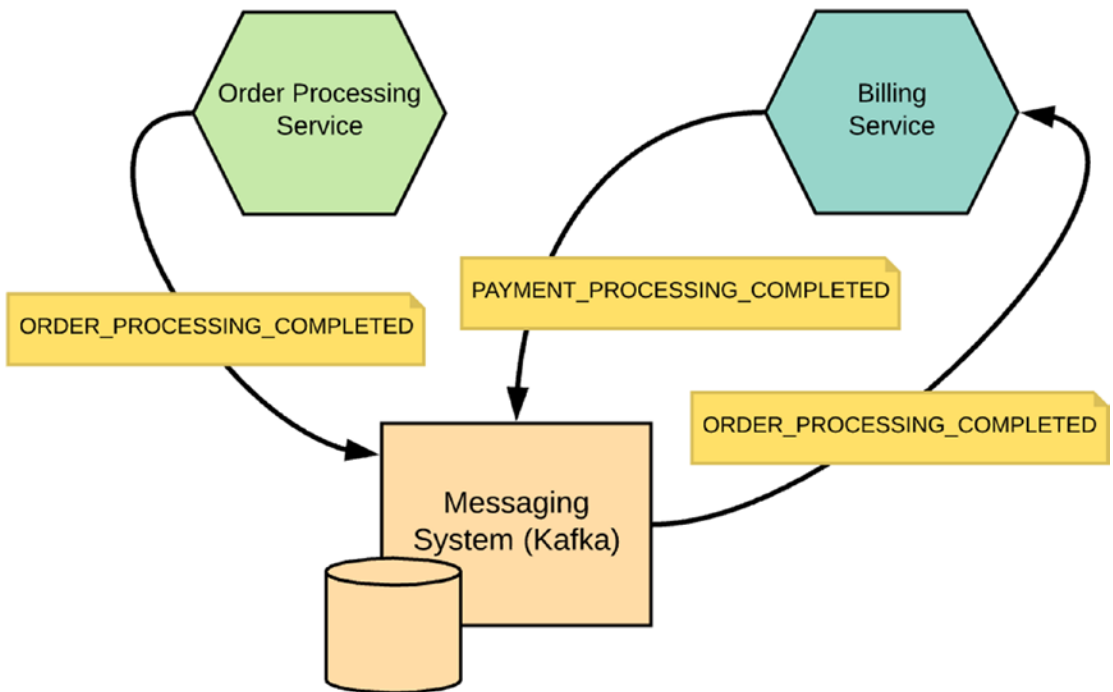 Order Processing
Service
Billing
Service
PAYMENT_PROCESSING_COMPLETED
ORDER_PROCESSING_COMPLETED
ORDER_PROCESSING_COMPLETED
Messaging
System (Kafka)